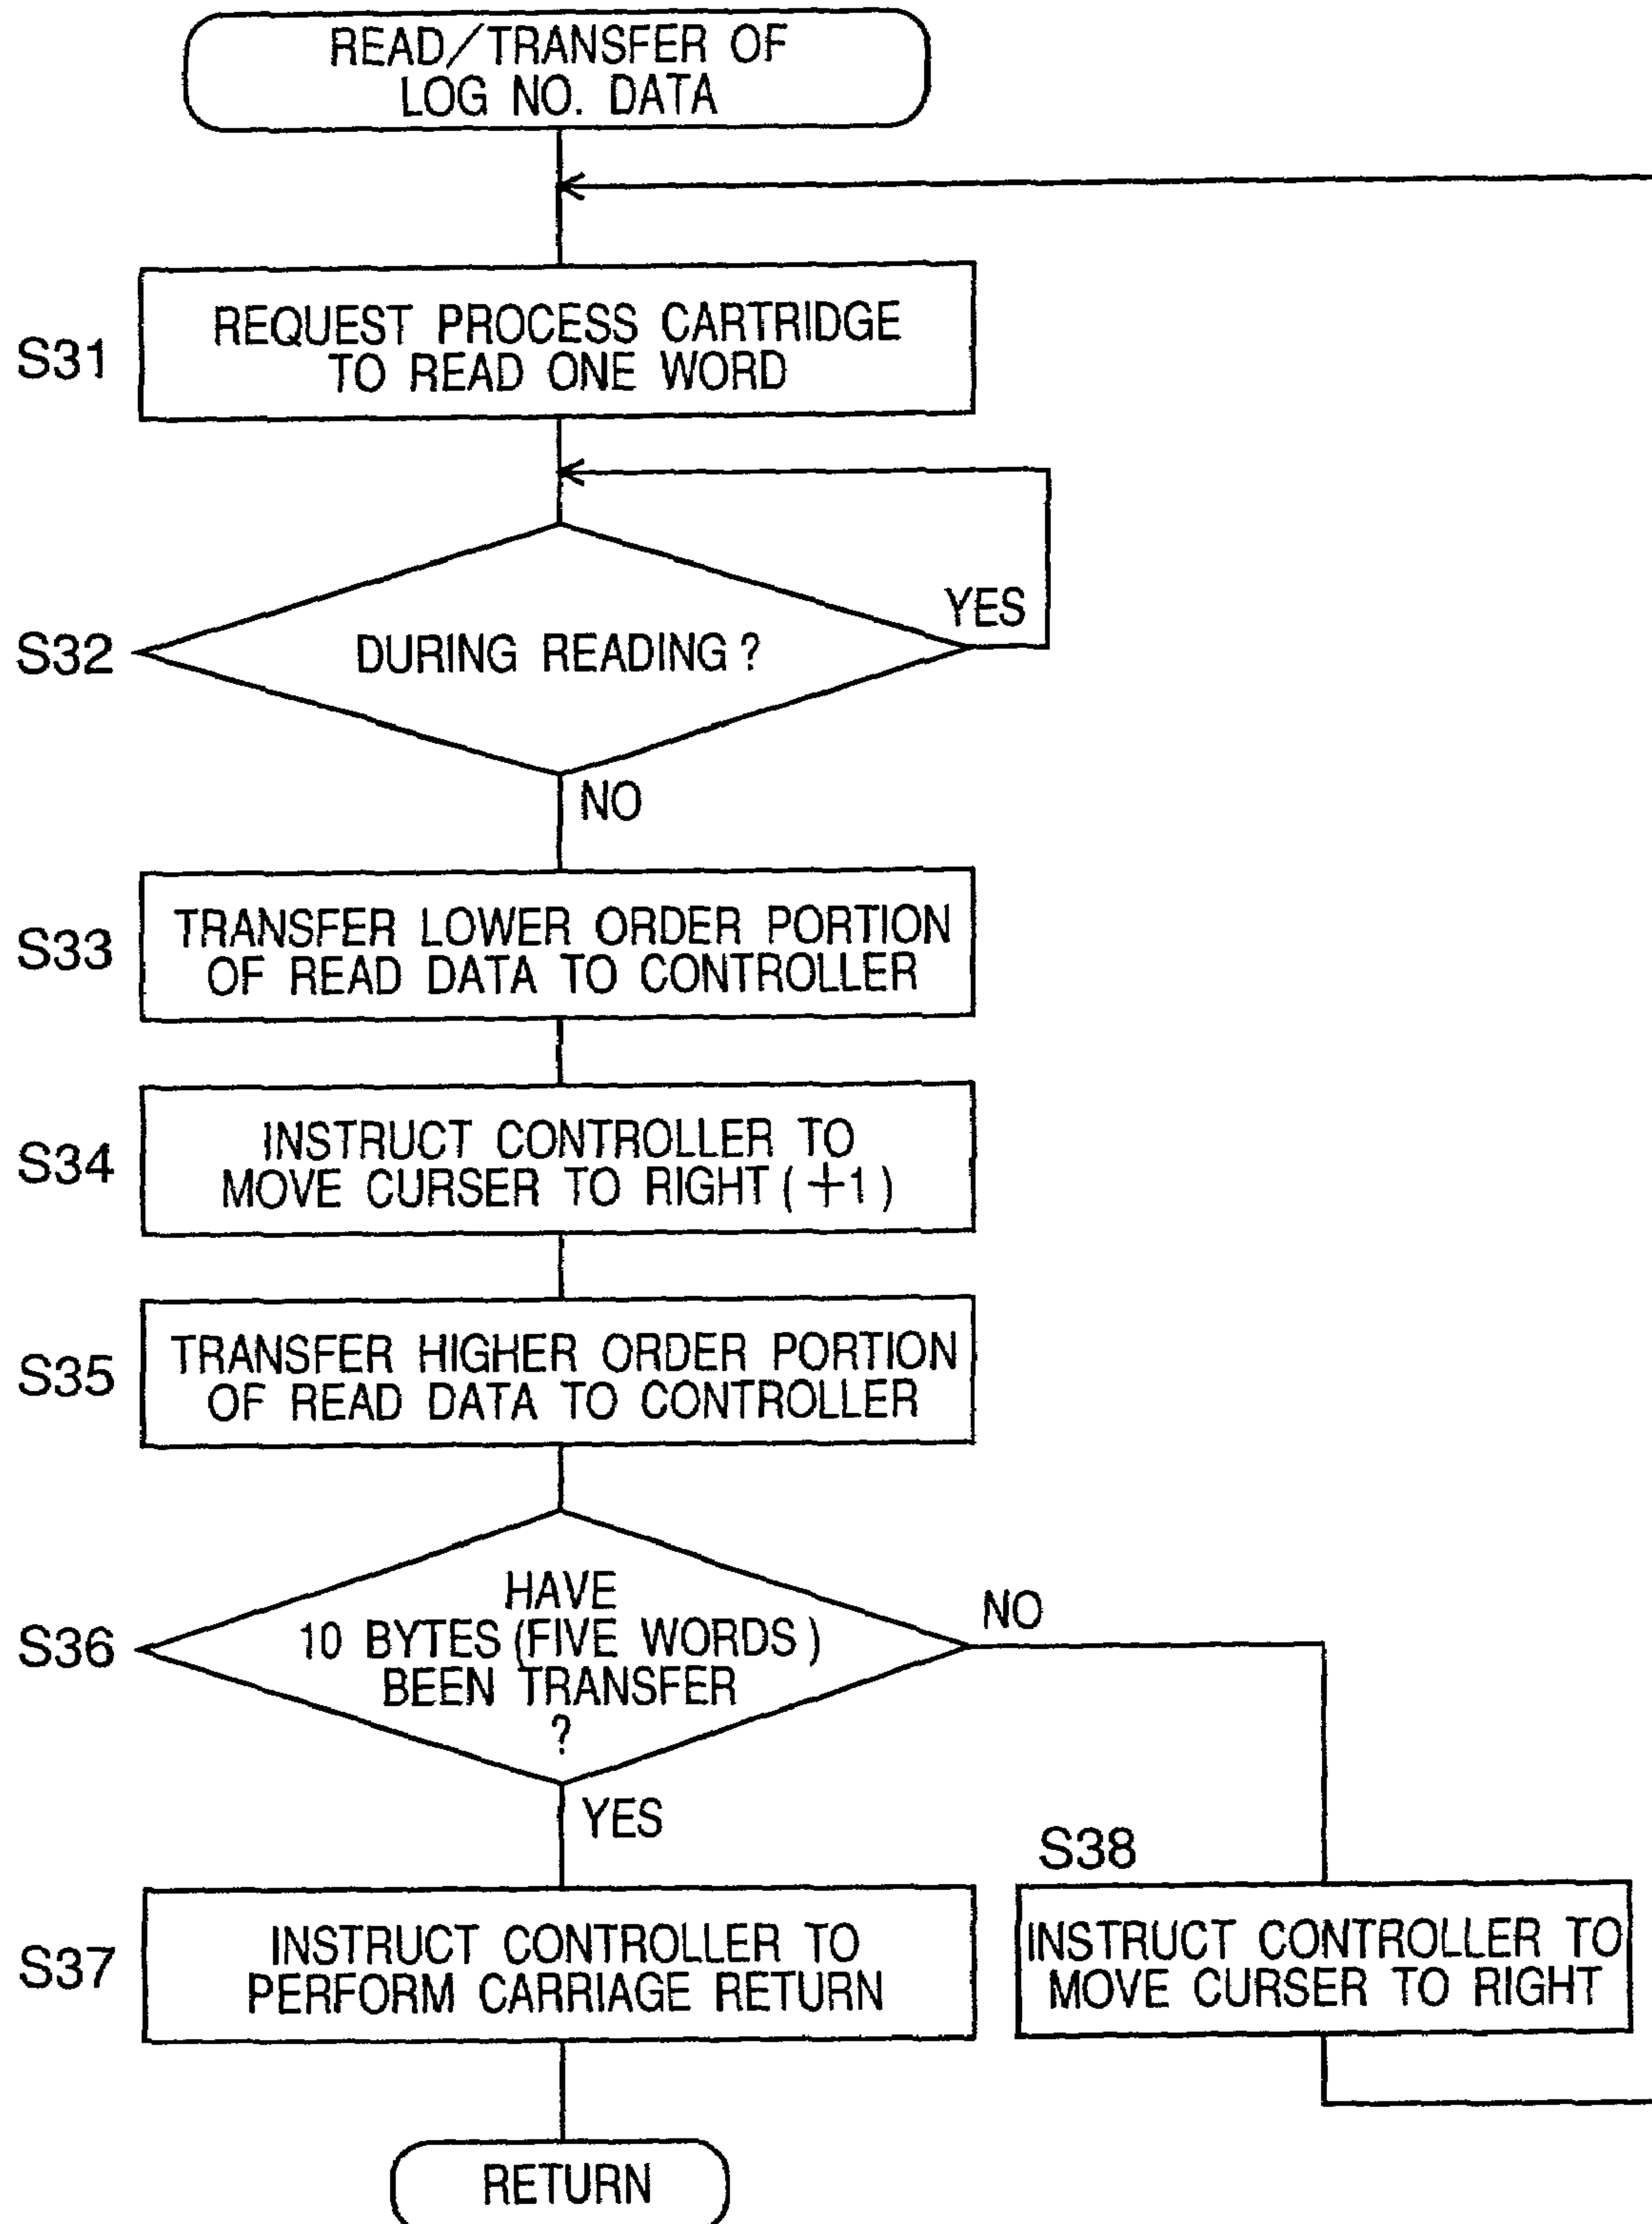 READ/TRANSFER OF
LOG NO. DATA
S31
REQUEST PROCESS CARTRIDGE
TO READ ONE WORD
S32
DURING READING?
YES
NO
S33
TRANSFER LOWER ORDER PORTION
OF READ DATA TO CONTROLLER
S34
INSTRUCT CONTROLLER TO
MOVE CURSER TO RIGHT (+1)
S35
TRANSFER HIGHER ORDER PORTION
OF READ DATA TO CONTROLLER
S36
HAVE
10 BYTES (FIVE WORDS)
BEEN TRANSFER
?
NO
YES
S37
INSTRUCT CONTROLLER TO
PERFORM CARRIAGE RETURN
S38
INSTRUCT CONTROLLER TO
MOVE CURSER TO RIGHT
RETURN